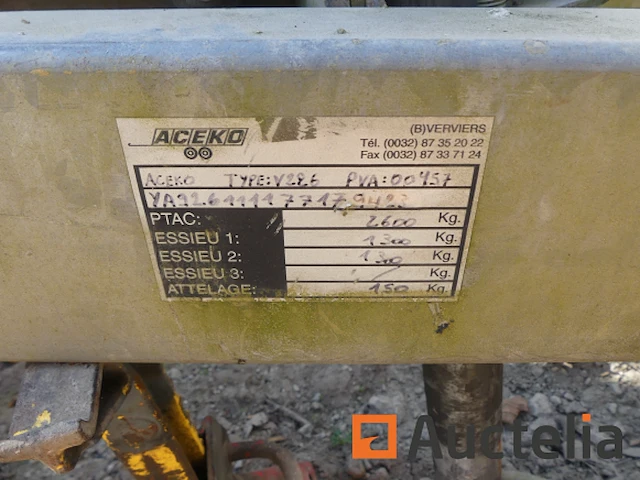 ACEKO
(B)VERVIERS
Tél. (0032) 87 35 20 22
Fax (0032) 87 33 71 24
ACEKO TYPE:V226 PVA:00457
PTAC: 2600 Kg.
ESSIEU 1: 1300 Kg.
ESSIEU 2: 1300 Kg.
ESSIEU 3: Kg.
ATTELAGE: 150 Kg.
Auctelia